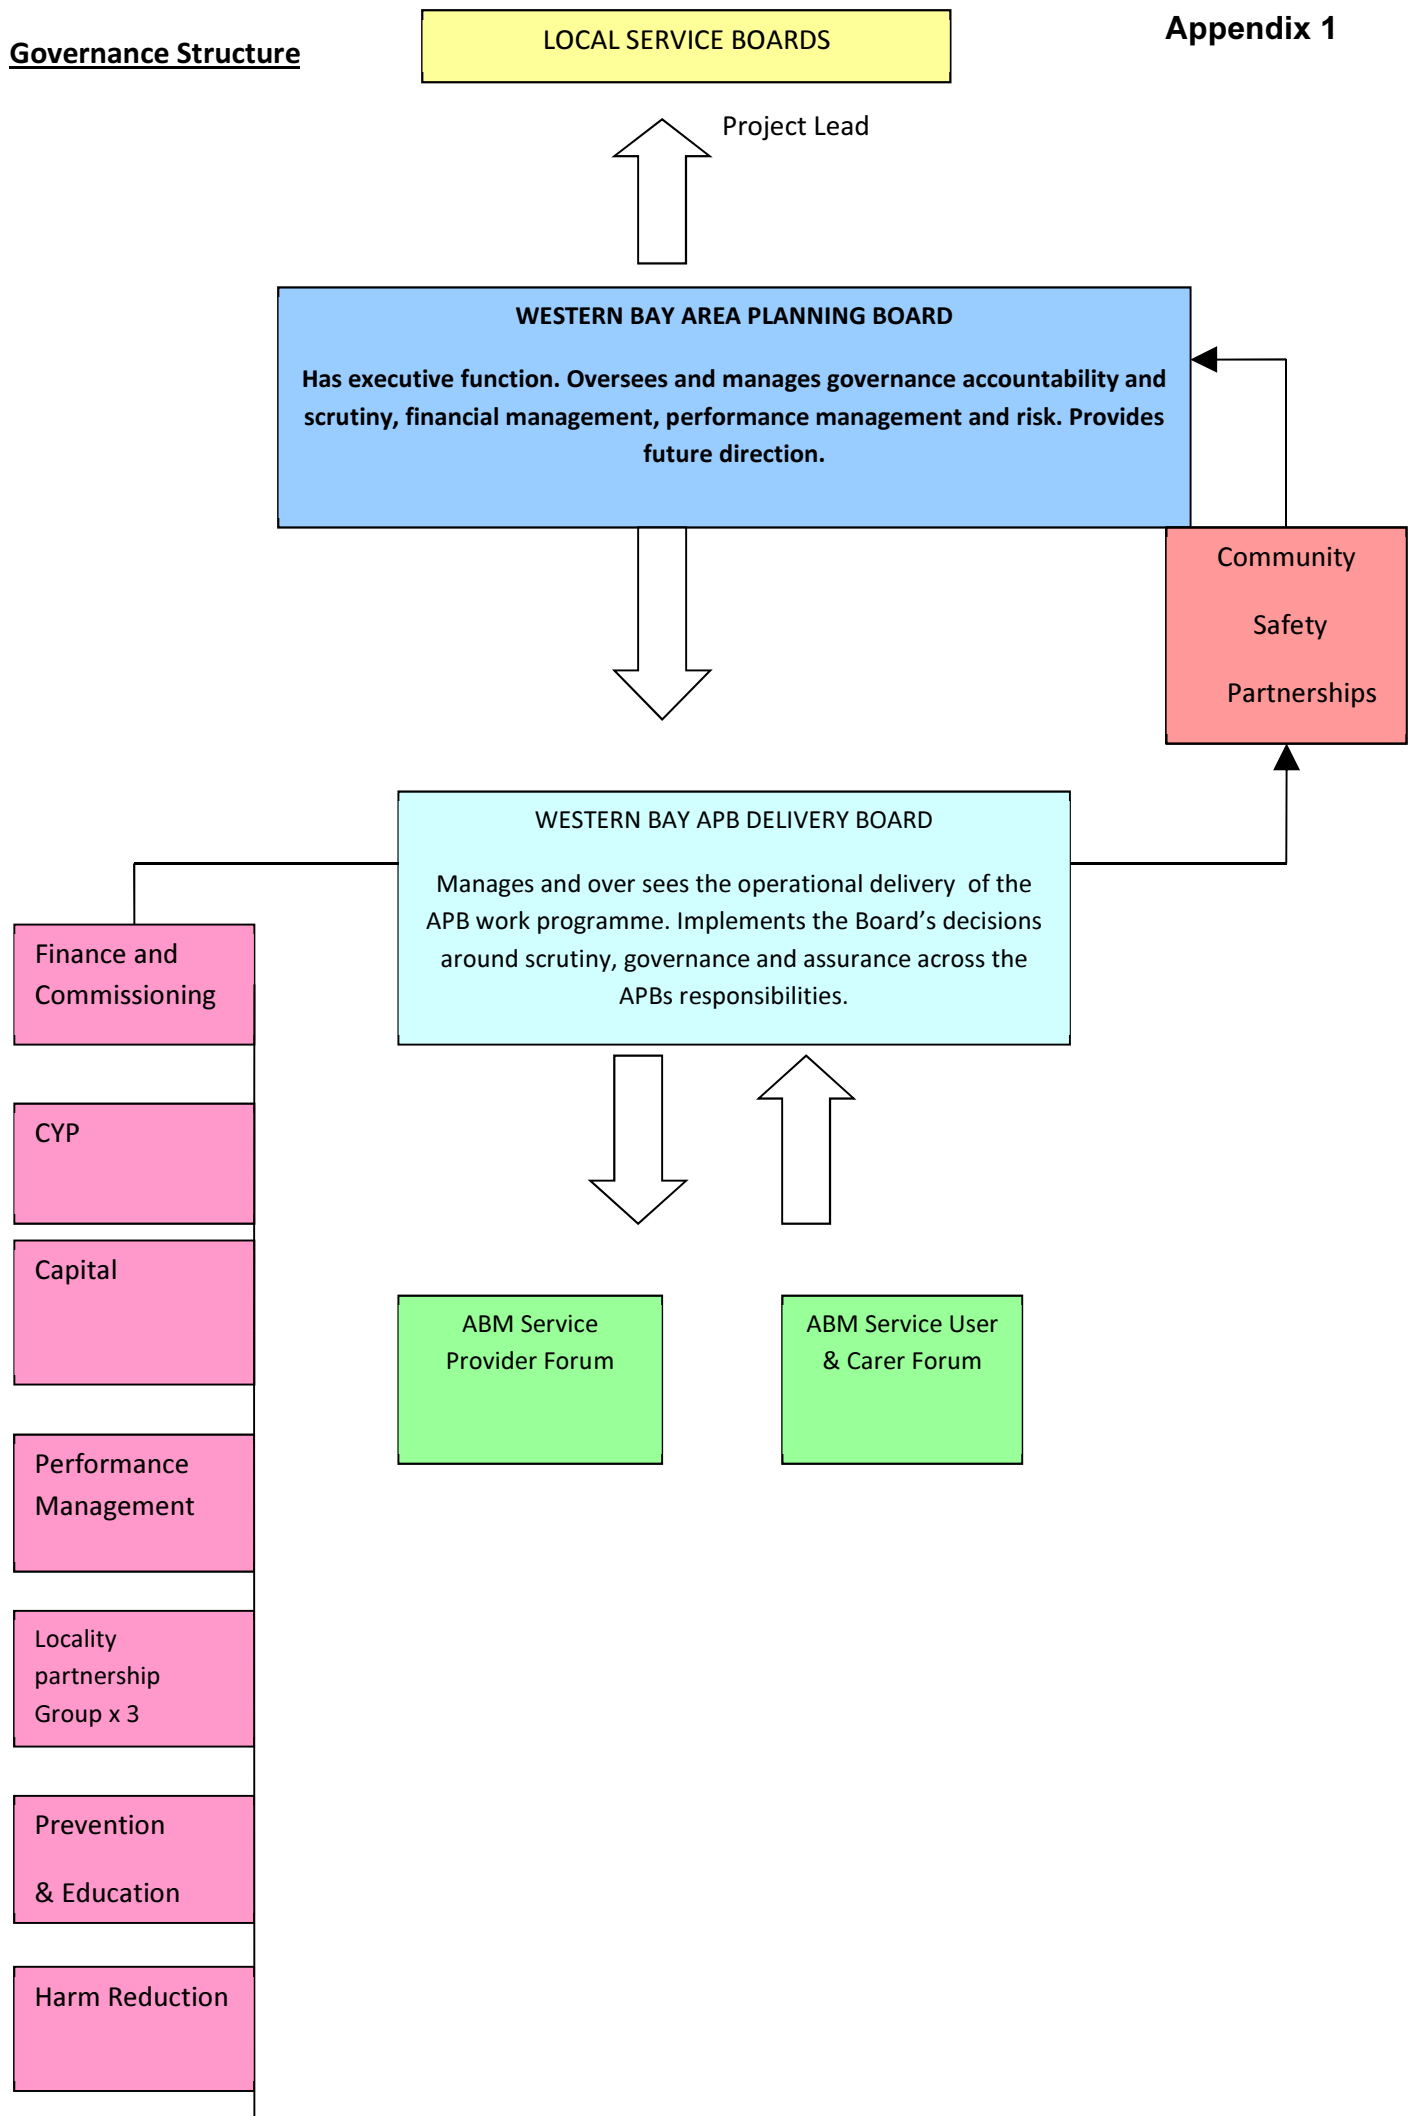 Appendix 1
Governance Structure
LOCAL SERVICE BOARDS
Project Lead
WESTERN BAY AREA PLANNING BOARD
Has executive function. Oversees and manages governance accountability and
scrutiny, financial management, performance management and risk. Provides
future direction.
Community
Safety
Partnerships
WESTERN BAY APB DELIVERY BOARD
Manages and over sees the operational delivery of the
APB work programme. Implements the Board’s decisions
around scrutiny, governance and assurance across the
APBs responsibilities.
Finance and
Commissioning
CYP
Capital
Performance
Management
Locality
partnership
Group x 3
Prevention
& Education
Harm Reduction
ABM Service
Provider Forum
ABM Service User
& Carer Forum